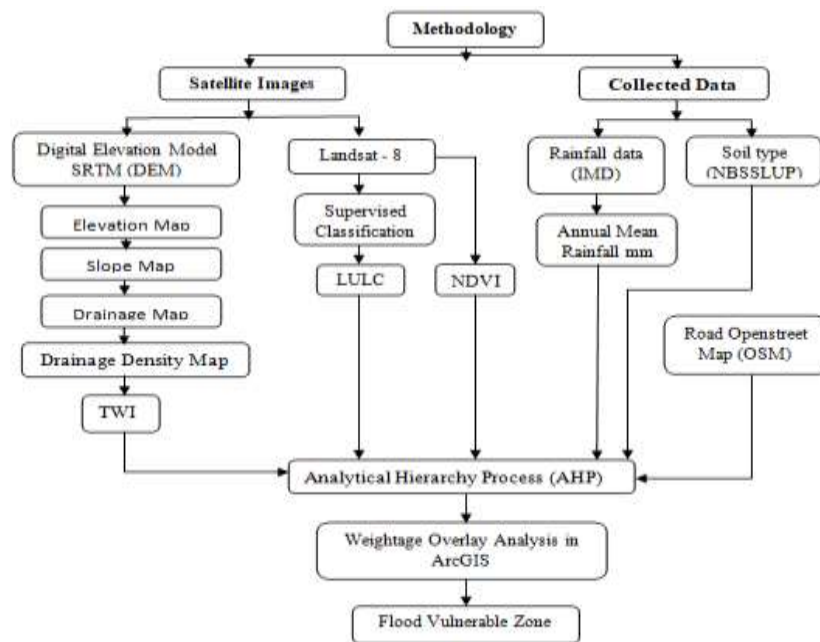 Methodology
Satellite Images
Collected Data
Digital Elevation Model
SRTM (DEM)
Landsat - 8
Rainfall data
(IMD)
Soil type
(NBSSLUP)
Elevation Map
Supervised
Classification
Annual Mean
Rainfall mm
Slope Map
LULC
NDVI
Drainage Map
Road Openstreet
Map (OSM)
Drainage Density Map
TWI
Analytical Hierarchy Process (AHP)
Weightage Overlay Analysis in
ArcGIS
Flood Vulnerable Zone